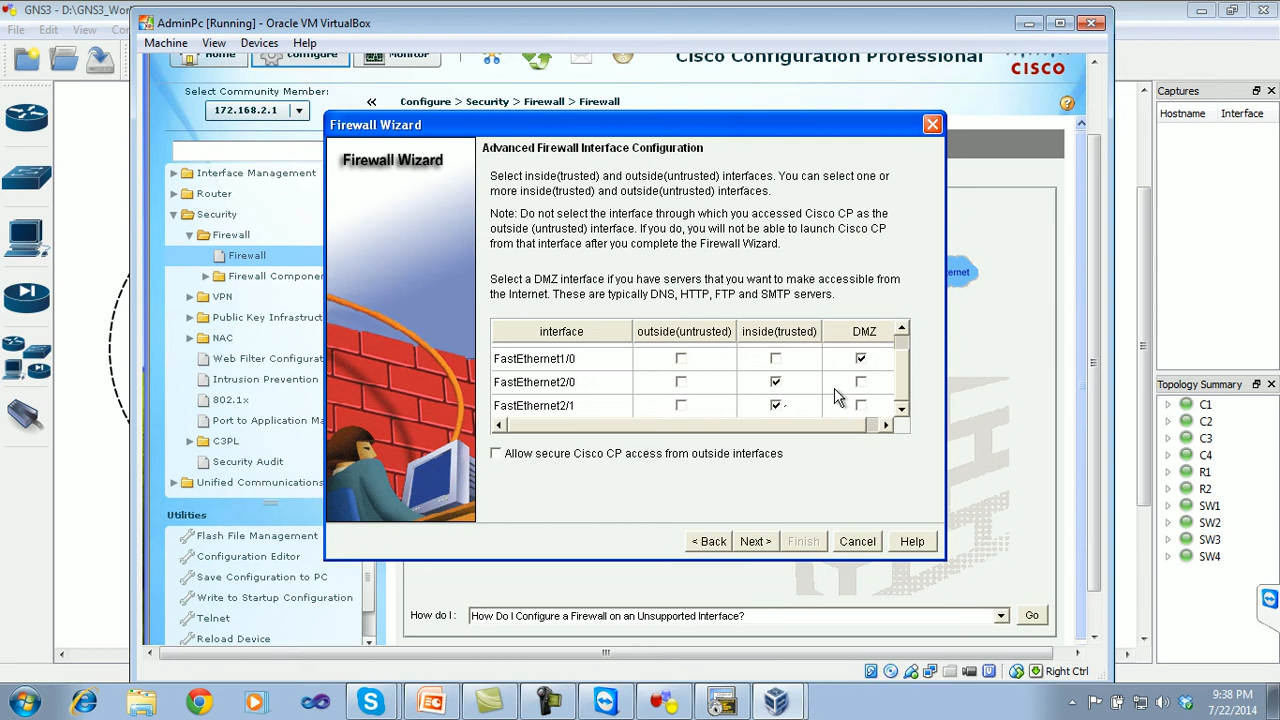 GNS3 - D:\GNS3_Wor
File Edit View
AdminPc [Running] - Oracle VM VirtualBox
Machine View Devices Help
Home
Configure
Monitor
Cisco Configuration Professional
CISCO
Select Community Member
172.168.2.1
Configure > Security > Firewall > Firewall
Interface Management
Router
Security
Firewall
Firewall
Firewall Compone
VPN
Public Key Infrastruct
NAC
Web Filter Configurat
Intrusion Prevention
802.1x
Port to Application Ma
C3PL
Security Audit
Unified Communications
Utilities
Flash File Management
Configuration Editor
Save Configuration to PC
Write to Startup Configuration
Telnet
Reload Device
Firewall Wizard
Firewall Wizard
Advanced Firewall Interface Configuration
Select inside(trusted) and outside(untrusted) interfaces. You can select one or
more inside(trusted) and outside(untrusted) interfaces.
Note: Do not select the interface through which you accessed Cisco CP as the
outside (untrusted) interface. If you do, you will not be able to launch Cisco CP
from that interface after you complete the Firewall Wizard.
Select a DMZ interface if you have servers that you want to make accessible from
the Internet. These are typically DNS, HTTP, FTP and SMTP servers.
interface outside(untrusted) inside(trusted) DMZ
FastEthernet1/0
FastEthernet2/0
FastEthernet2/1
Allow secure Cisco CP access from outside interfaces
< Back Next > Finish Cancel Help
ernet
How do I: How Do I Configure a Firewall on an Unsupported Interface? Go
Right Ctrl
Captures
Hostname Interface
Topology Summary
C1
C2
C3
C4
R1
R2
SW1
SW2
SW3
SW4
9:38 PM
7/22/2014